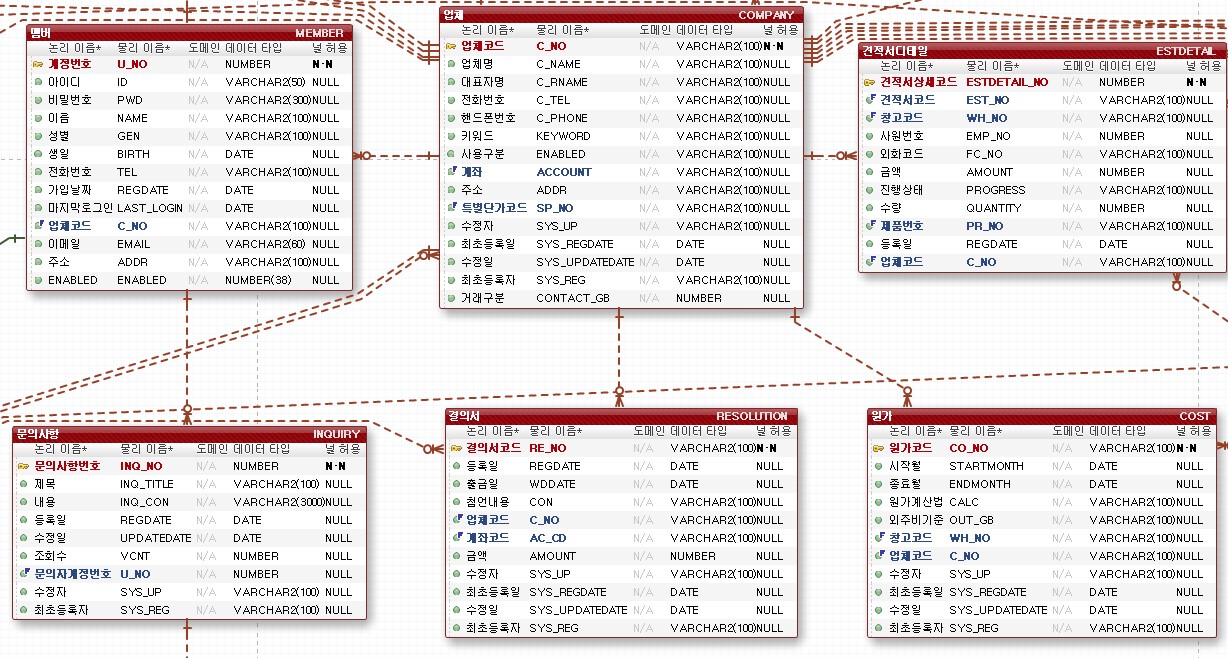 멤버 MEMBER
논리 이름* 물리 이름* 도메인 데이터 타입 널 허용
계정번호 U_NO N/A NUMBER N-N
아이디 ID N/A VARCHAR2(50) NULL
비밀번호 PWD N/A VARCHAR2(300) NULL
이름 NAME N/A VARCHAR2(100) NULL
성별 GEN N/A VARCHAR2(100) NULL
생일 BIRTH N/A DATE NULL
전화번호 TEL N/A VARCHAR2(100) NULL
가입날짜 REGDATE N/A DATE NULL
마지막로그인 LAST_LOGIN N/A DATE NULL
업체코드 C_NO N/A VARCHAR2(100) NULL
이메일 EMAIL N/A VARCHAR2(60) NULL
주소 ADDR N/A VARCHAR2(100) NULL
ENABLED ENABLED N/A NUMBER(38) NULL
업체 COMPANY
논리 이름* 물리 이름* 도메인 데이터 타입 널 허용
업체코드 C_NO N/A VARCHAR2(100) N-N
업체명 C_NAME N/A VARCHAR2(100) NULL
대표자명 C_RNAME N/A VARCHAR2(100) NULL
전화번호 C_TEL N/A VARCHAR2(100) NULL
핸드폰번호 C_PHONE N/A VARCHAR2(100) NULL
키워드 KEYWORD N/A VARCHAR2(100) NULL
사용구분 ENABLED N/A VARCHAR2(100) NULL
계좌 ACCOUNT N/A VARCHAR2(100) NULL
주소 ADDR N/A VARCHAR2(100) NULL
특별단가코드 SP_NO N/A VARCHAR2(100) NULL
수정자 SYS_UP N/A VARCHAR2(100) NULL
최초등록일 SYS_REGDATE N/A DATE NULL
수정일 SYS_UPDATEDATE N/A DATE NULL
최초등록자 SYS_REG N/A VARCHAR2(100) NULL
거래구분 CONTACT_GB N/A NUMBER NULL
견적서디테일 ESTDETAIL
논리 이름* 물리 이름* 도메인 데이터 타입 널 허용
견적서상세코드 ESTDETAIL_NO N/A NUMBER N-N
견적서코드 EST_NO N/A VARCHAR2(100) NULL
창고코드 WH_NO N/A VARCHAR2(100) NULL
사원번호 EMP_NO N/A NUMBER NULL
외화코드 FC_NO N/A VARCHAR2(100) NULL
금액 AMOUNT N/A NUMBER NULL
진행상태 PROGRESS N/A VARCHAR2(100) NULL
수량 QUANTITY N/A NUMBER NULL
제품번호 PR_NO N/A VARCHAR2(100) NULL
등록일 REGDATE N/A DATE NULL
업체코드 C_NO N/A VARCHAR2(100) NULL
문의사항 INQUIRY
논리 이름* 물리 이름* 도메인 데이터 타입 널 허용
문의사항번호 INQ_NO N/A NUMBER N-N
제목 INQ_TITLE N/A VARCHAR2(100) NULL
내용 INQ_CON N/A VARCHAR2(3000) NULL
등록일 REGDATE N/A DATE NULL
수정일 UPDATEDATE N/A DATE NULL
조회수 VCNT N/A NUMBER NULL
문의자계정번호 U_NO N/A NUMBER NULL
수정자 SYS_UP N/A VARCHAR2(100) NULL
최초등록자 SYS_REG N/A VARCHAR2(100) NULL
결의서 RESOLUTION
논리 이름* 물리 이름* 도메인 데이터 타입 널 허용
결의서코드 RE_NO N/A VARCHAR2(100) N-N
등록일 REGDATE N/A DATE NULL
출금일 WDDATE N/A DATE NULL
첨언내용 CON N/A VARCHAR2(100) NULL
업체코드 C_NO N/A VARCHAR2(100) NULL
계좌코드 AC_CD N/A VARCHAR2(100) NULL
금액 AMOUNT N/A NUMBER NULL
수정자 SYS_UP N/A VARCHAR2(100) NULL
최초등록일 SYS_REGDATE N/A DATE NULL
수정일 SYS_UPDATEDATE N/A DATE NULL
최초등록자 SYS_REG N/A VARCHAR2(100) NULL
원가 COST
논리 이름* 물리 이름* 도메인 데이터 타입 널 허용
원가코드 CO_NO N/A VARCHAR2(100) N-N
시작월 STARTMONTH N/A DATE NULL
종료월 ENDMONTH N/A DATE NULL
원가계산법 CALC N/A VARCHAR2(100) NULL
외주비기준 OUT_GB N/A VARCHAR2(100) NULL
창고코드 WH_NO N/A VARCHAR2(100) NULL
업체코드 C_NO N/A VARCHAR2(100) NULL
수정자 SYS_UP N/A VARCHAR2(100) NULL
최초등록일 SYS_REGDATE N/A DATE NULL
수정일 SYS_UPDATEDATE N/A DATE NULL
최초등록자 SYS_REG N/A VARCHAR2(100) NULL